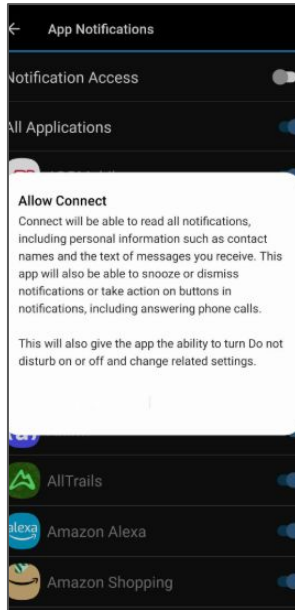 App Notifications
Notification Access
All Applications
Allow Connect
Connect will be able to read all notifications,
including personal information such as contact
names and the text of messages you receive. This
app will also be able to snooze or dismiss
notifications or take action on buttons in
notifications, including answering phone calls.
This will also give the app the ability to turn Do not
disturb on or off and change related settings.
AllTrails
alexa
Amazon Alexa
Amazon Shopping